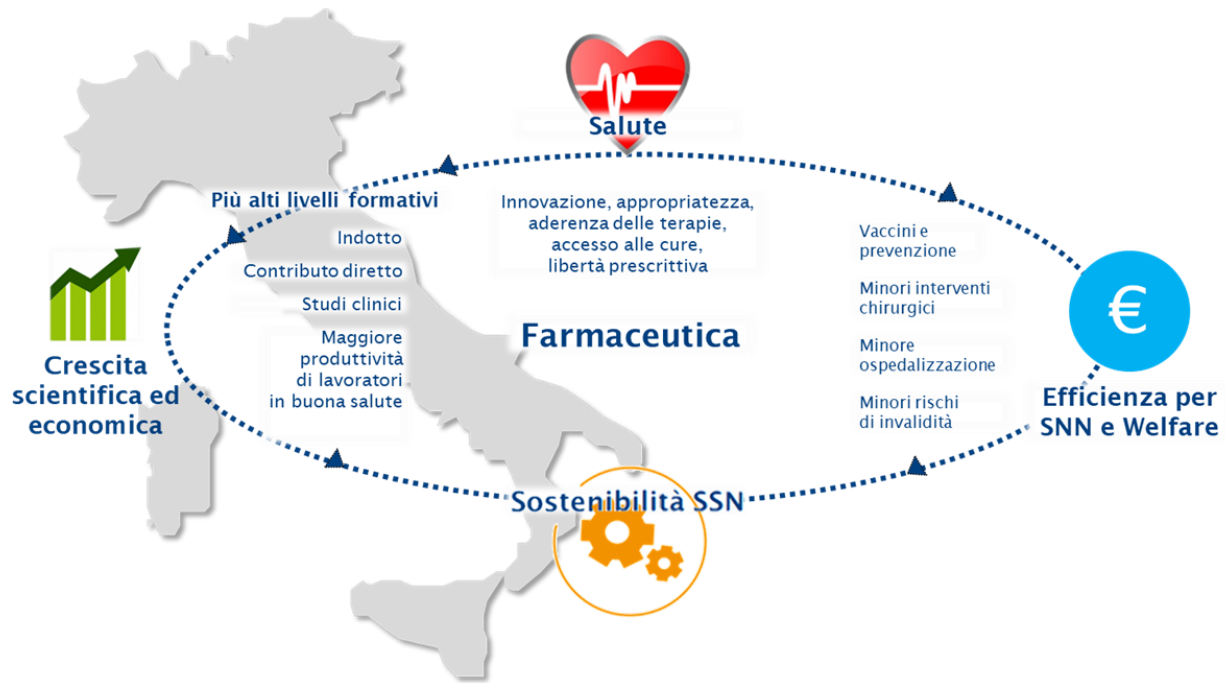 Salute
Innovazione, appropriatezza,
aderenza delle terapie,
accesso alle cure,
libertà prescrittiva
Farmaceutica
Più alti livelli formativi
Indotto
Contributo diretto
Studi clinici
Maggiore
produttività
di lavoratori
in buona salute
Crescita
scientifica ed
economica
Vaccini e
prevenzione
Minori interventi
chirurgici
Minore
ospedalizzazione
Minori rischi
di invalidità
€
Efficienza per
SNN e Welfare
Sostenibilità SSN